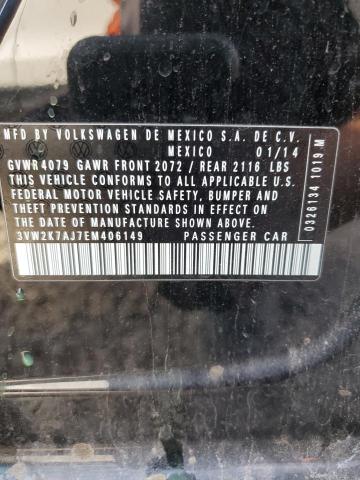 MFD BY VOLKSWAGEN DE MEXICO S.A. DE C.V.
MEXICO 01/14
GVWR4079 GAWR FRONT 2072 / REAR 2116 LBS
THIS VEHICLE CONFORMS TO ALL APPLICABLE U.S.
FEDERAL MOTOR VEHICLE SAFETY, BUMPER AND
THEFT PREVENTION STANDARDS IN EFFECT ON
THE DATE OF MANUFACTURE SHOWN ABOVE.
3VW2K7AJ7EM406149 PASSENGER CAR
0326134 1019 M